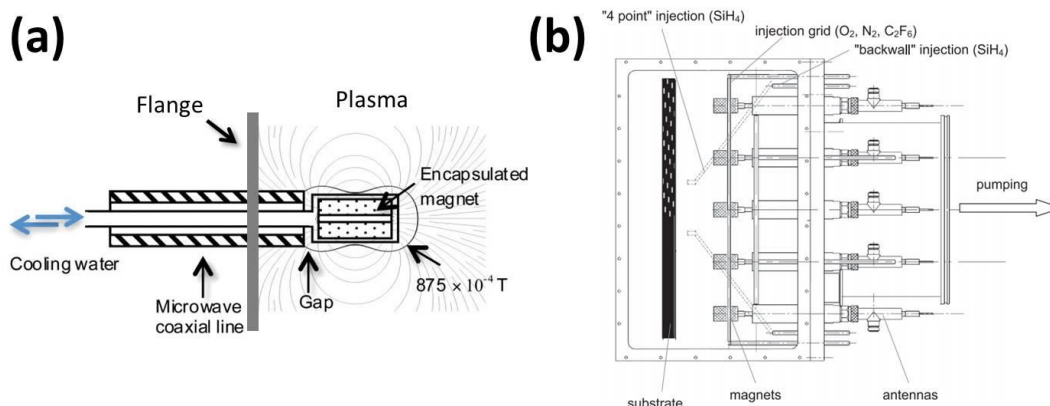 (a)
Flange
Plasma
Encapsulated
magnet
Cooling water
Microwave
coaxial line
Gap
875 × 10⁻⁴ T
(b)
"4 point" injection (SiH₄)
injection grid (O₂, N₂, C₂F₆)
"backwall" injection (SiH₄)
pumping
substrate
magnets
antennas